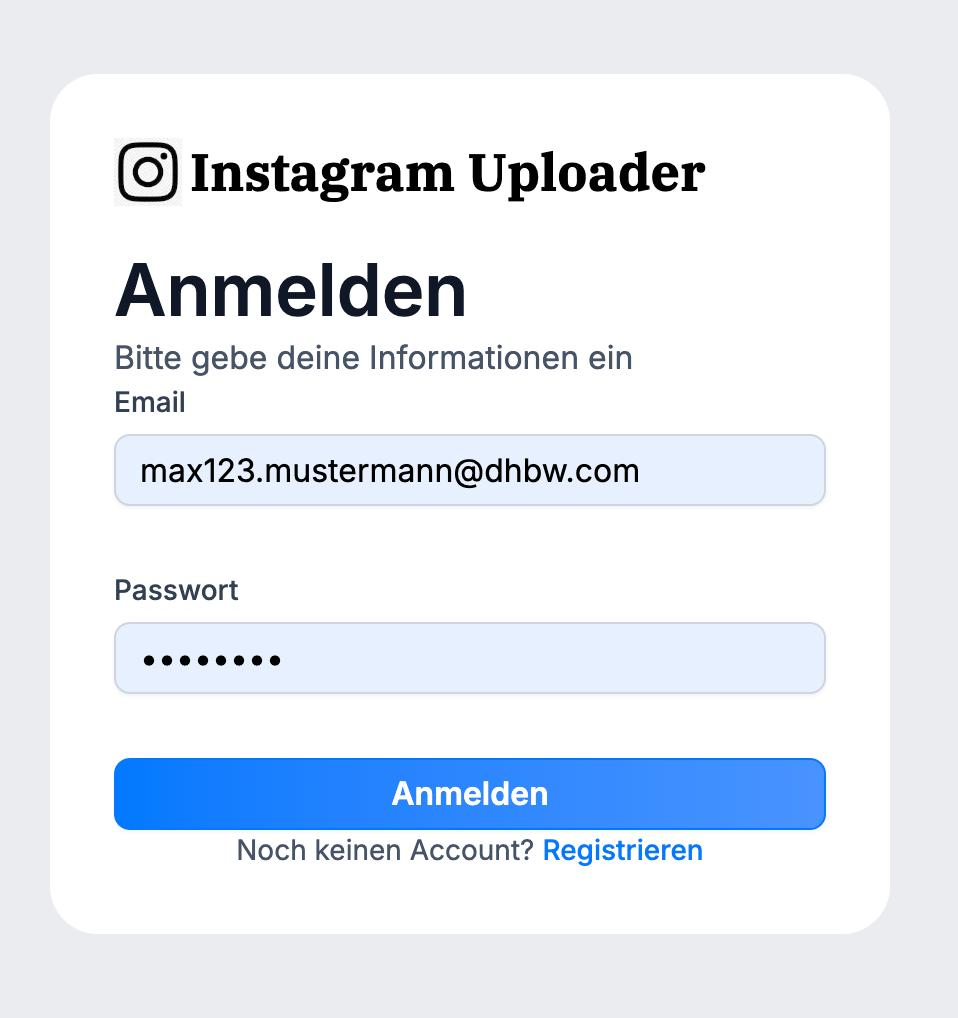 Instagram Uploader
Anmelden
Bitte gebe deine Informationen ein
Email
max123.mustermann@dhbw.com
Passwort
••••••••
Anmelden
Noch keinen Account? Registrieren